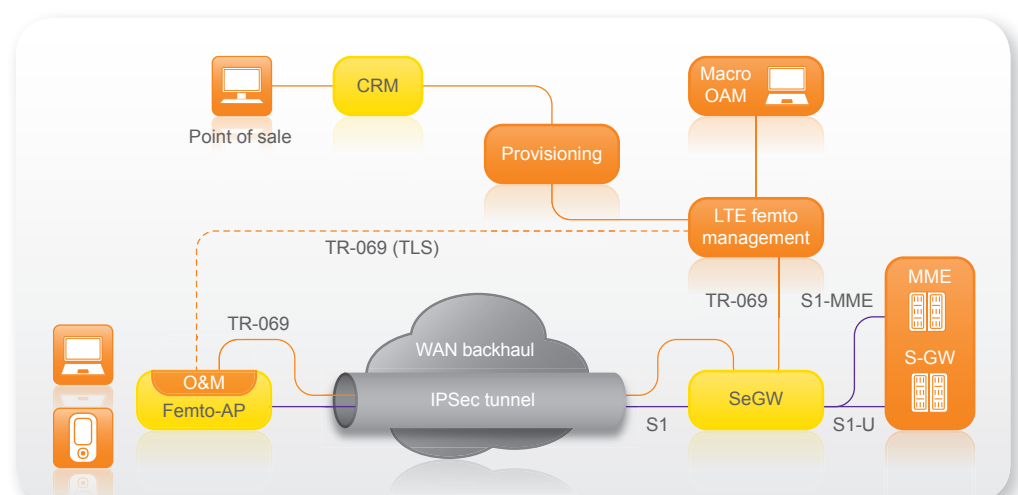 CRM
Macro
OAM
Point of sale
Provisioning
LTE femto
management
TR-069 (TLS)
MME
TR-069
S1-MME
TR-069
WAN backhaul
S-GW
O&M
Femto-AP
IPSec tunnel
SeGW
S1
S1-U